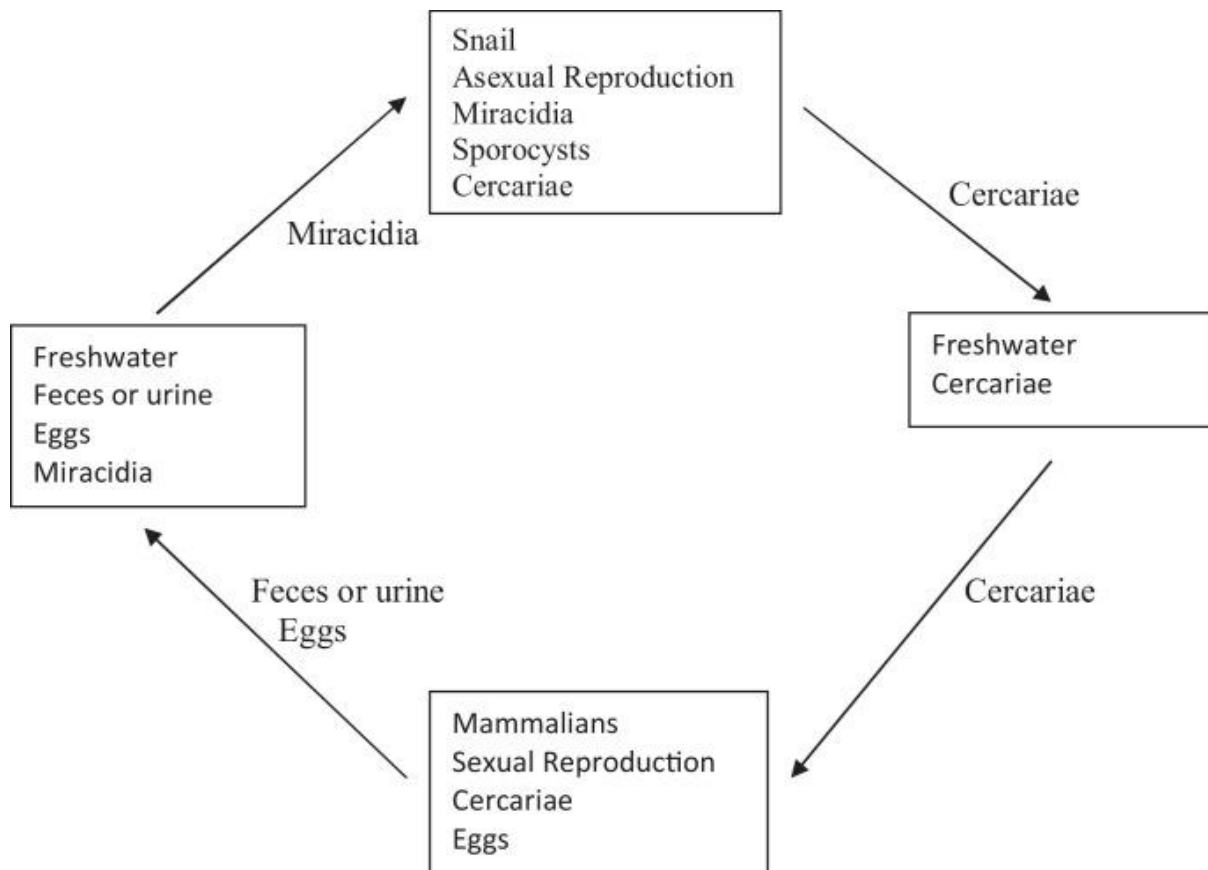 Snail
Asexual Reproduction
Miracidia
Sporocysts
Cercariae
Cercariae
Miracidia
Freshwater
Feces or urine
Eggs
Miracidia
Freshwater
Cercariae
Feces or urine
Eggs
Cercariae
Mammalians
Sexual Reproduction
Cercariae
Eggs